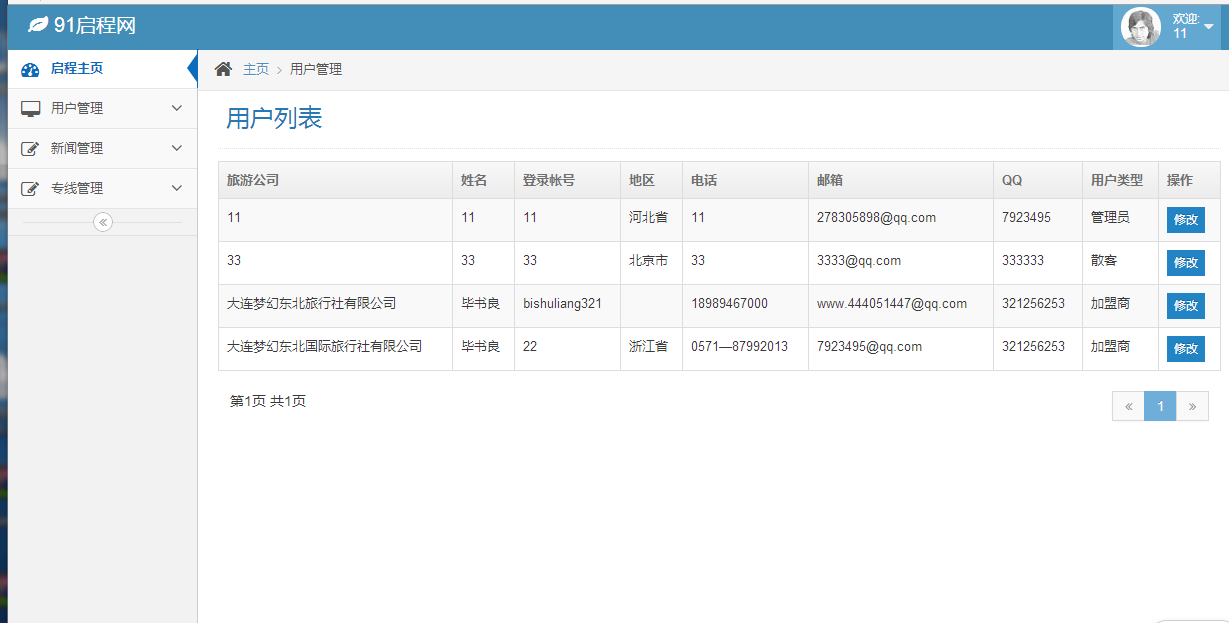 91启程网
欢迎:
11
启程主页
主页 > 用户管理
用户管理
新闻管理
专线管理
«
用户列表
旅游公司 姓名 登录帐号 地区 电话 邮箱 QQ 用户类型 操作
11 11 11 河北省 11 278305898@qq.com 7923495 管理员 修改
33 33 33 北京市 33 3333@qq.com 333333 散客 修改
大连梦幻东北旅行社有限公司 毕书良 bishuliang321 18989467000 www.444051447@qq.com 321256253 加盟商 修改
大连梦幻东北国际旅行社有限公司 毕书良 22 浙江省 0571—87992013 7923495@qq.com 321256253 加盟商 修改
第1页 共1页
« 1 »